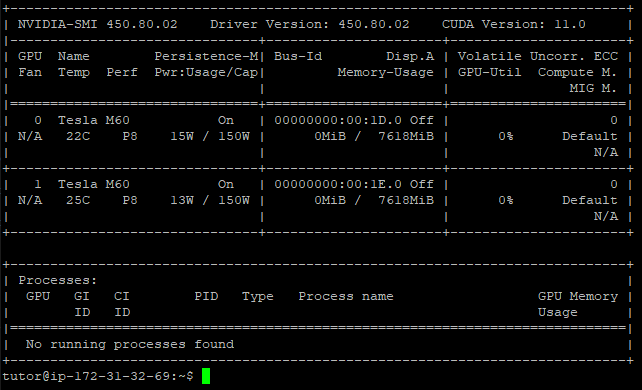 +-----------------------------------------------------------------------------+
| NVIDIA-SMI 450.80.02    Driver Version: 450.80.02    CUDA Version: 11.0     |
|-------------------------------+----------------------+----------------------+
| GPU  Name        Persistence-M| Bus-Id        Disp.A | Volatile Uncorr. ECC |
| Fan  Temp  Perf  Pwr:Usage/Cap|         Memory-Usage | GPU-Util  Compute M. |
|                               |                      |               MIG M. |
|===============================+======================+======================|
|   0  Tesla M60           On   | 00000000:00:1D.0 Off |                    0 |
| N/A   22C    P8    15W / 150W |      0MiB /  7618MiB |      0%      Default |
|                               |                      |                  N/A |
+-------------------------------+----------------------+----------------------+
|   1  Tesla M60           On   | 00000000:00:1E.0 Off |                    0 |
| N/A   25C    P8    13W / 150W |      0MiB /  7618MiB |      0%      Default |
|                               |                      |                  N/A |
+-------------------------------+----------------------+----------------------+

+-----------------------------------------------------------------------------+
| Processes:                                                                  |
|  GPU   GI   CI        PID   Type   Process name                  GPU Memory |
|        ID   ID                                                   Usage      |
|=============================================================================|
|  No running processes found                                                 |
+-----------------------------------------------------------------------------+
tutor@ip-172-31-32-69:~$